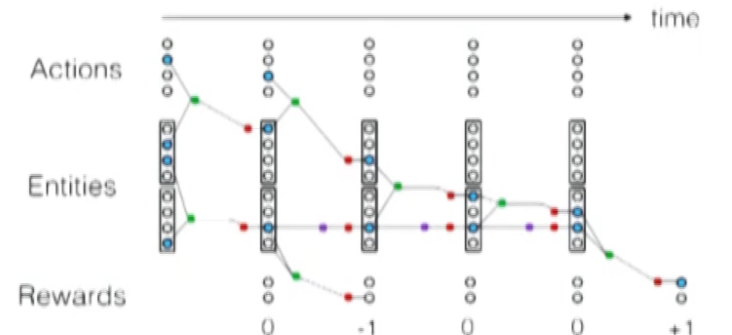 time
Actions
Entities
Rewards
0 -1 0 0 +1